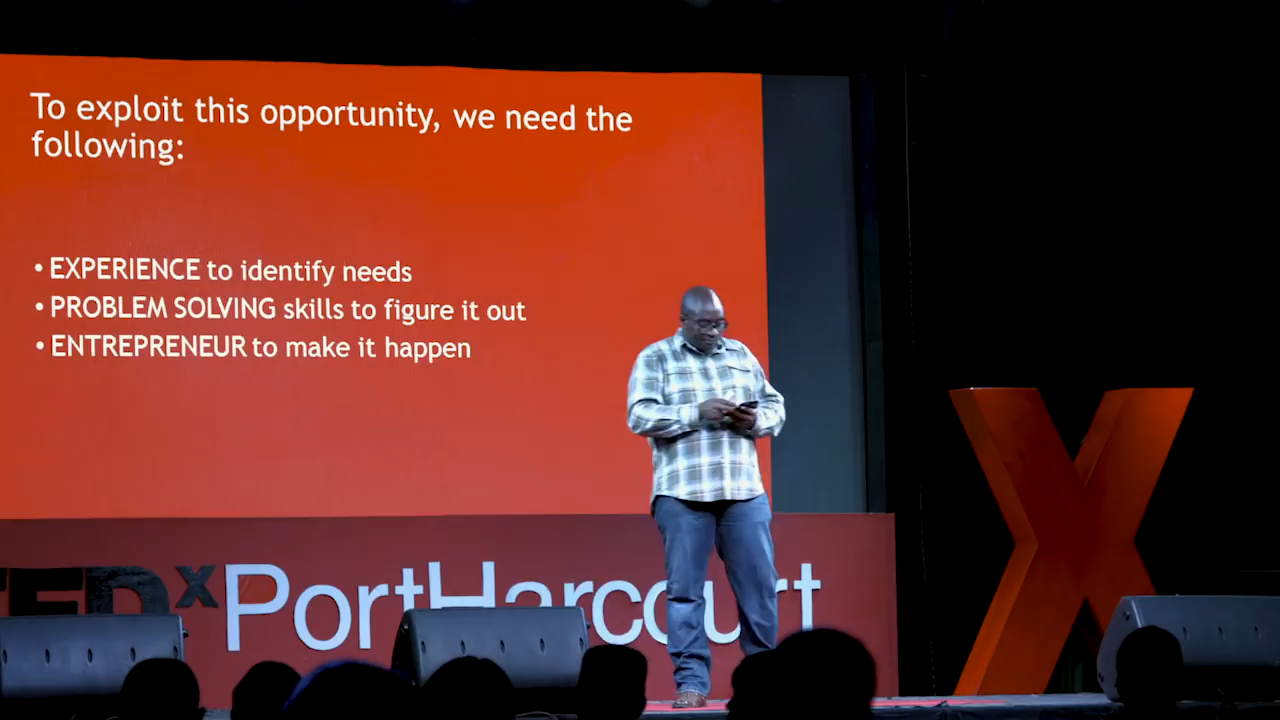 To exploit this opportunity, we need the
following:
• EXPERIENCE to identify needs
• PROBLEM SOLVING skills to figure it out
• ENTREPRENEUR to make it happen
TEDx PortHarcourt
X